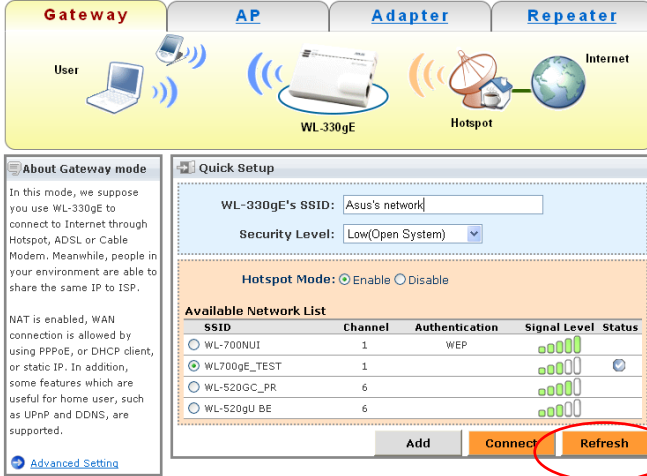 Gateway AP Adapter Repeater
User
Internet
WL-330gE
Hotspot
About Gateway mode
In this mode, we suppose
you use WL-330gE to
connect to Internet through
Hotspot, ADSL or Cable
Modem. Meanwhile, people in
your environment are able to
share the same IP to ISP.
NAT is enabled, WAN
connection is allowed by
using PPPoE, or DHCP client,
or static IP. In addition,
some features which are
useful for home user, such
as UPnP and DDNS, are
supported.
Advanced Setting
Quick Setup
WL-330gE's SSID: Asus's network
Security Level: Low(Open System)
Hotspot Mode: Enable Disable
Available Network List
SSID Channel Authentication Signal Level Status
WL-700NUI 1 WEP
WL700gE_TEST 1
WL-520GC_PR 6
WL-520gU BE 6
Add Connect Refresh